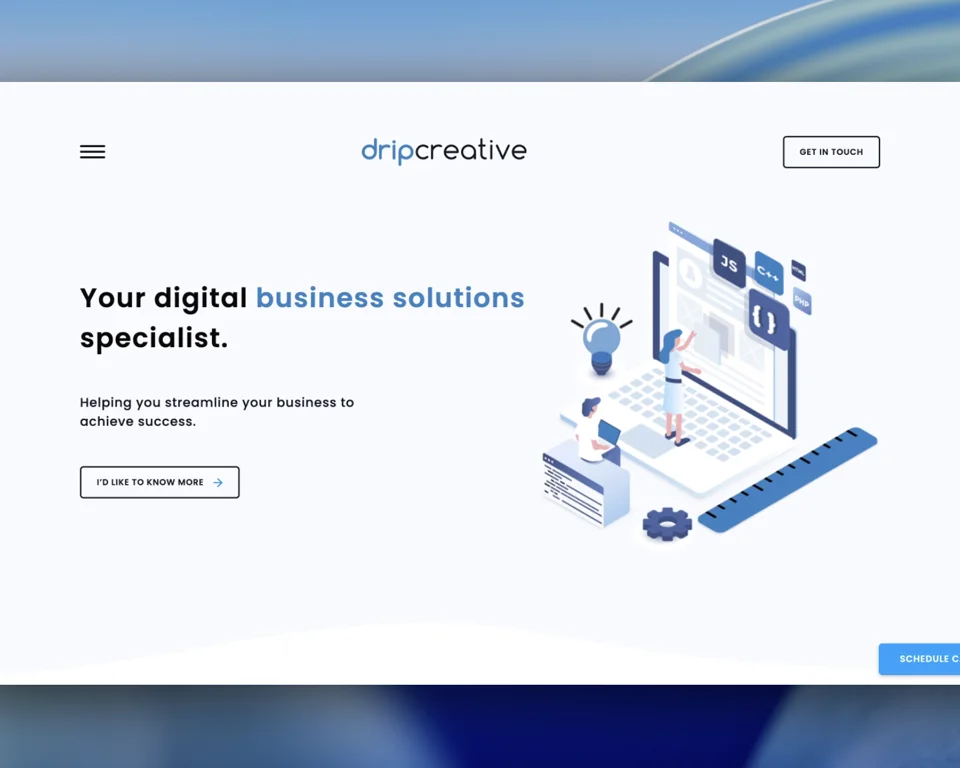 dripcreative
GET IN TOUCH
Your digital business solutions
specialist.
Helping you streamline your business to
achieve success.
I'D LIKE TO KNOW MORE
JS
C++
HTML
PHP
{ }
SCHEDULE C